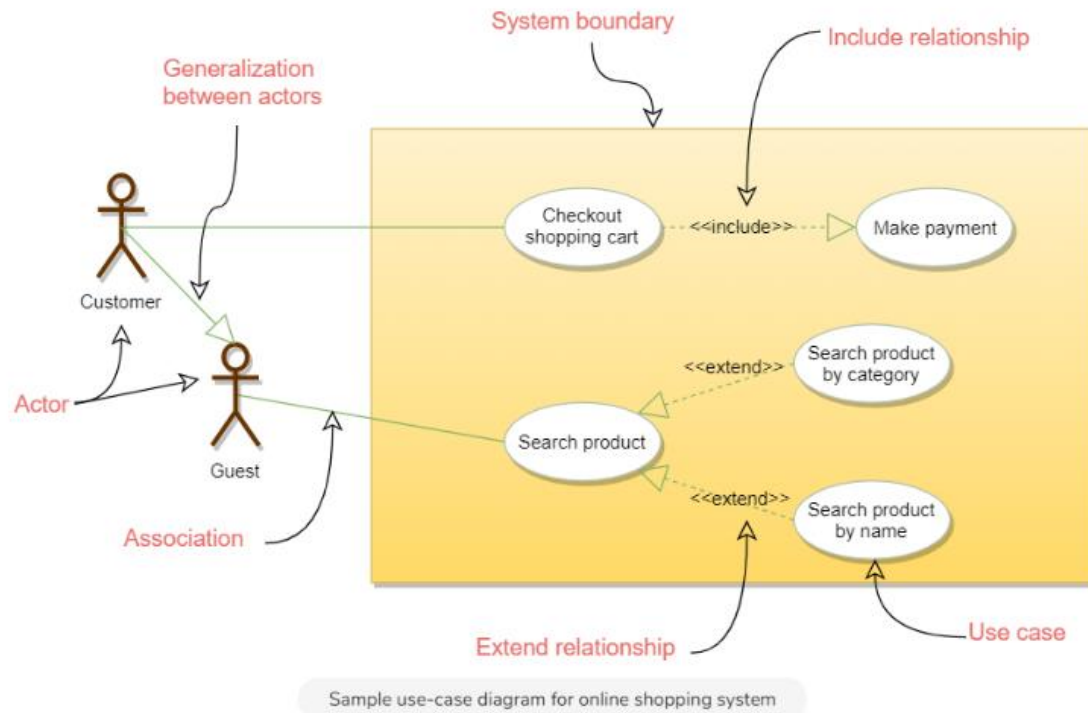 System boundary
Include relationship
Generalization
between actors
Checkout
shopping cart
<<include>>
Make payment
Customer
Search product
by category
<<extend>>
Actor
Search product
Guest
<<extend>>
Search product
by name
Association
Extend relationship
Use case
Sample use-case diagram for online shopping system